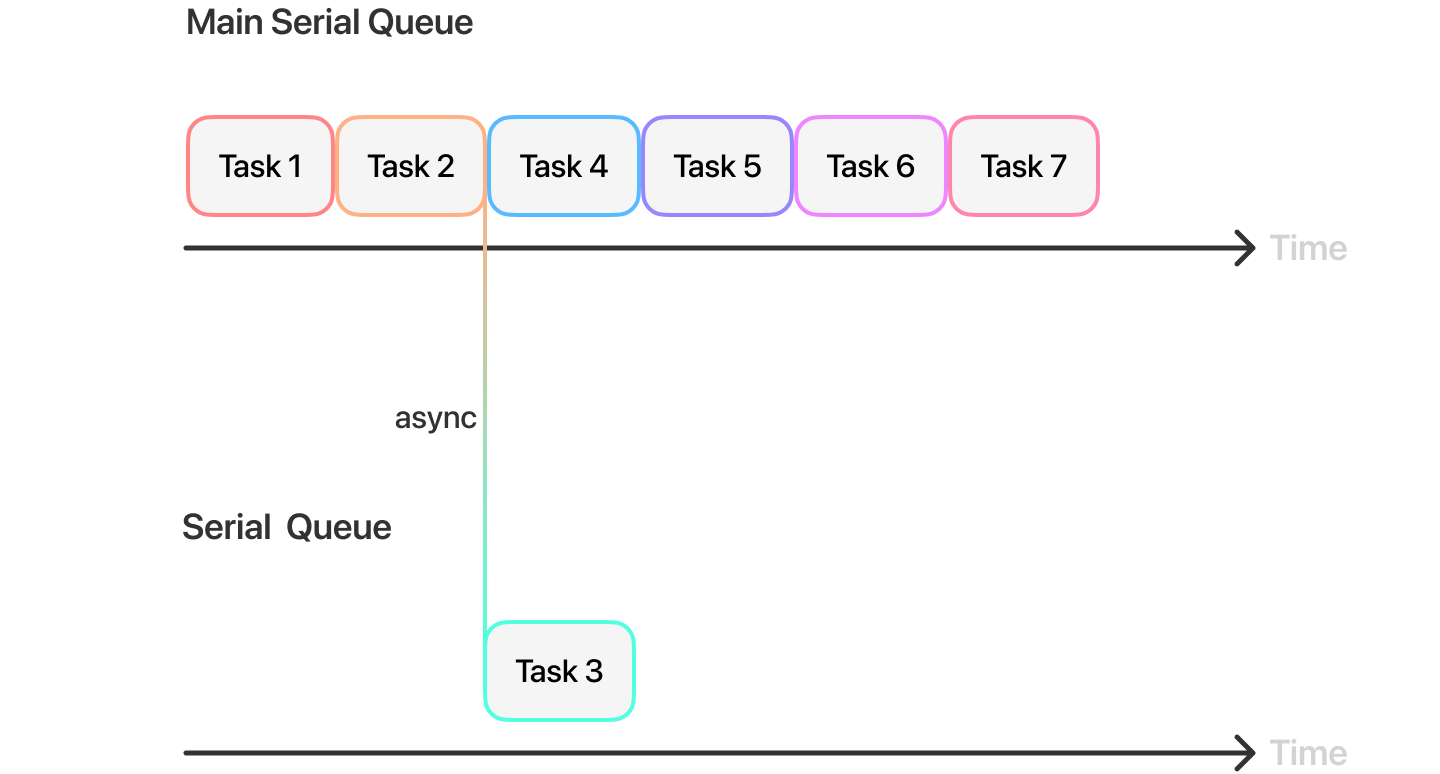 Main Serial Queue
Task 1 Task 2 Task 4 Task 5 Task 6 Task 7
Time
async
Serial Queue
Task 3
Time